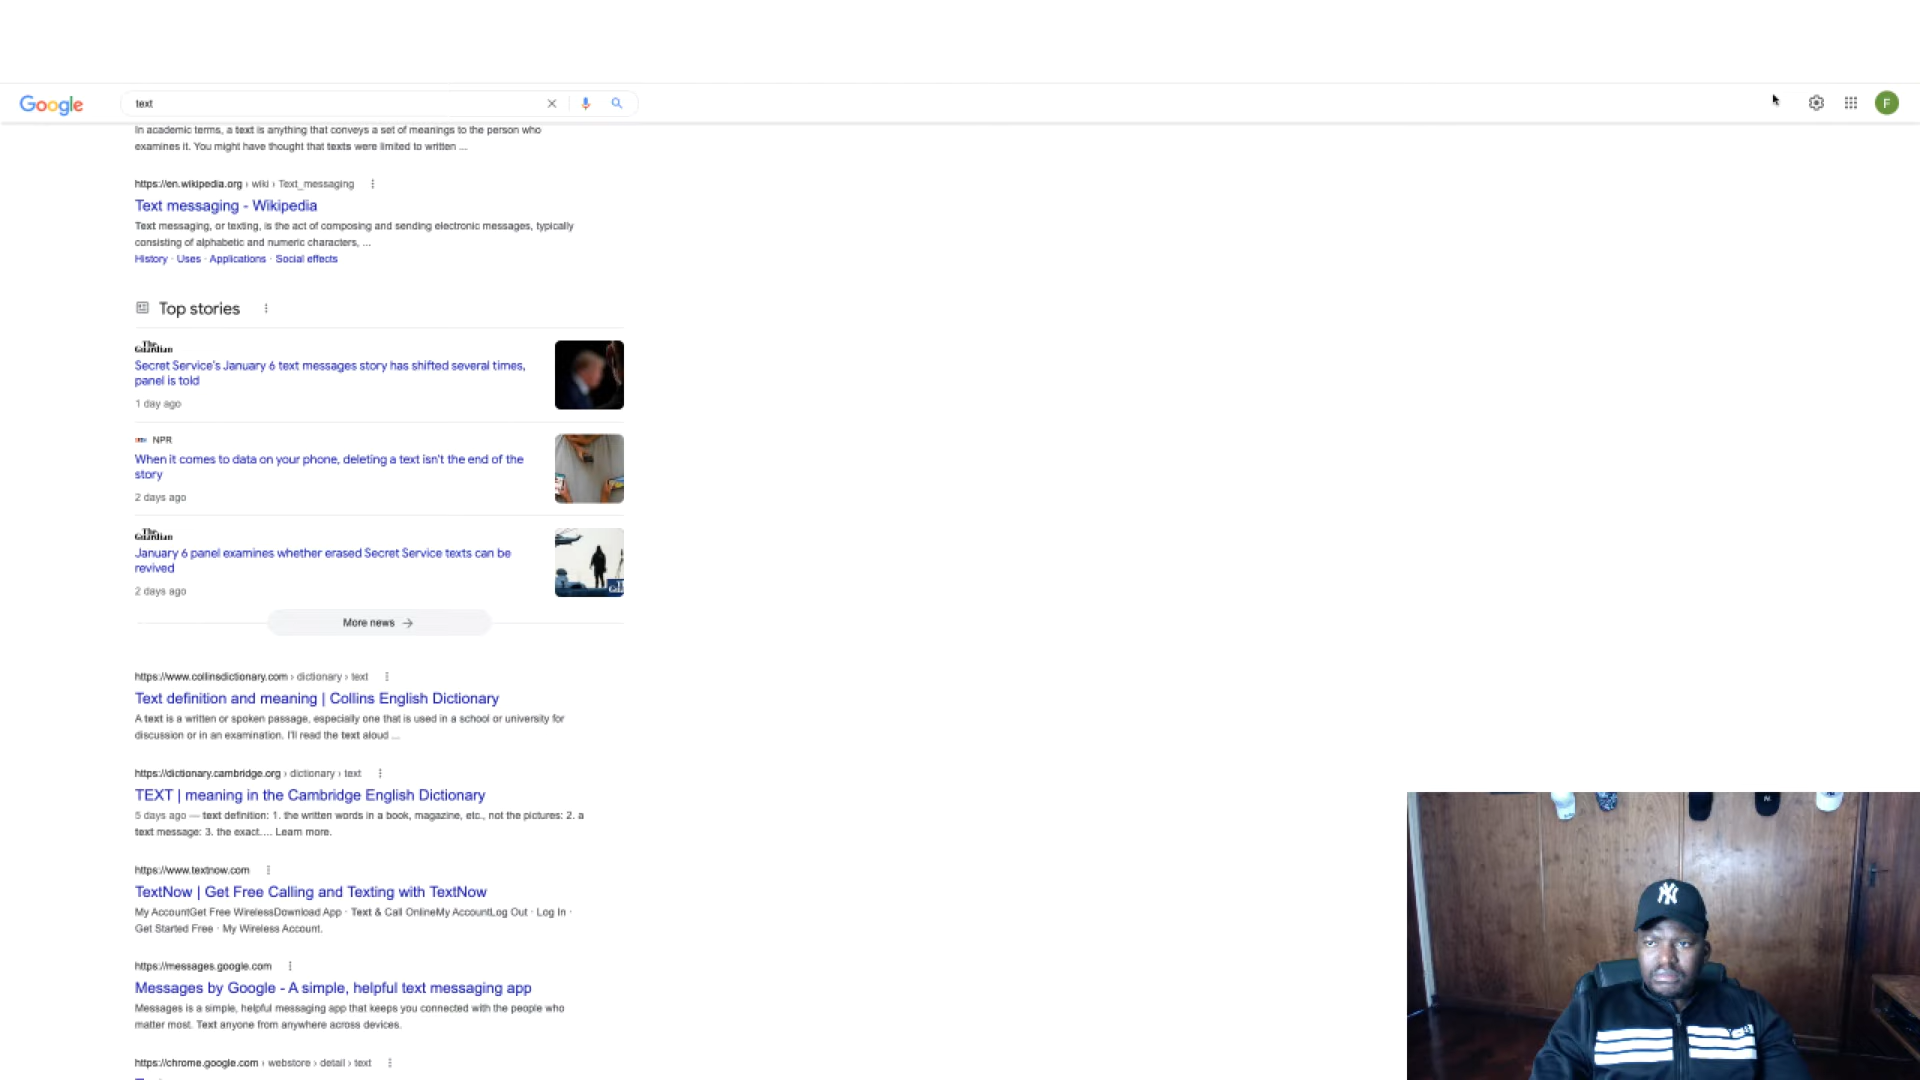 Google
text
F
In academic terms, a text is anything that conveys a set of meanings to the person who
examines it. You might have thought that texts were limited to written ...
https://en.wikipedia.org › wiki › Text_messaging
Text messaging - Wikipedia
Text messaging, or texting, is the act of composing and sending electronic messages, typically
consisting of alphabetic and numeric characters, ...
History · Uses · Applications · Social effects
Top stories
The
Guardian
Secret Service's January 6 text messages story has shifted several times,
panel is told
1 day ago
NPR
When it comes to data on your phone, deleting a text isn't the end of the
story
2 days ago
The
Guardian
January 6 panel examines whether erased Secret Service texts can be
revived
2 days ago
More news →
https://www.collinsdictionary.com › dictionary › text
Text definition and meaning | Collins English Dictionary
A text is a written or spoken passage, especially one that is used in a school or university for
discussion or in an examination. I'll read the text aloud ...
https://dictionary.cambridge.org › dictionary › text
TEXT | meaning in the Cambridge English Dictionary
5 days ago — text definition: 1. the written words in a book, magazine, etc., not the pictures: 2. a
text message: 3. the exact.... Learn more.
https://www.textnow.com
TextNow | Get Free Calling and Texting with TextNow
My AccountGet Free WirelessDownload App · Text & Call OnlineMy AccountLog Out · Log In ·
Get Started Free · My Wireless Account.
https://messages.google.com
Messages by Google - A simple, helpful text messaging app
Messages is a simple, helpful messaging app that keeps you connected with the people who
matter most. Text anyone from anywhere across devices.
https://chrome.google.com › webstore › detail › text
NY